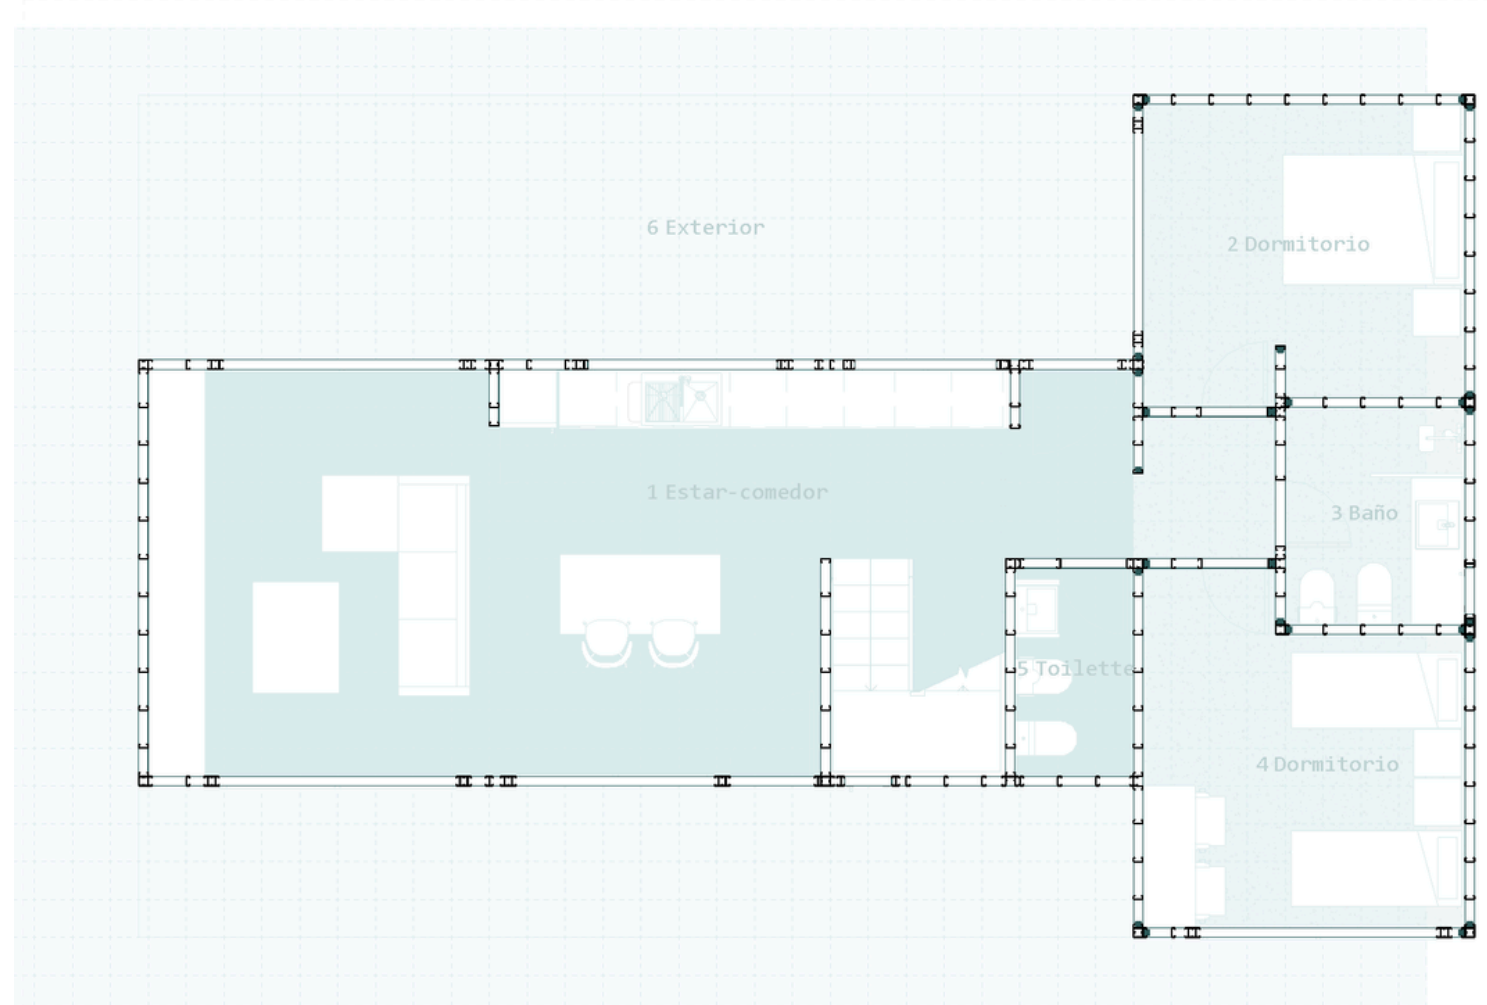 6 Exterior
2 Dormitorio
1 Estar-comedor
3 Baño
5 Toilette
4 Dormitorio